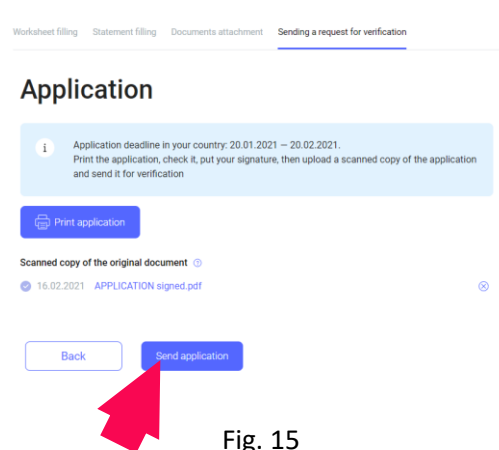 Worksheet filling Statement filling Documents attachment Sending a request for verification
Application
i
Application deadline in your country: 20.01.2021 — 20.02.2021.
Print the application, check it, put your signature, then upload a scanned copy of the application
and send it for verification
Print application
Scanned copy of the original document ?
16.02.2021 APPLICATION signed.pdf
Back Send application
Fig. 15